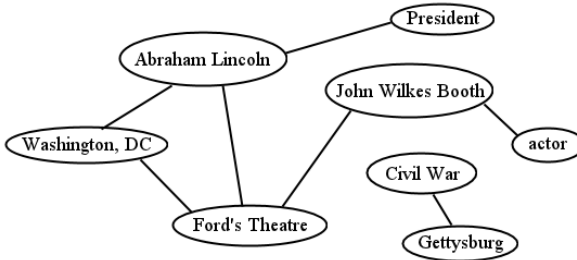 President
Abraham Lincoln
John Wilkes Booth
Washington, DC
actor
Civil War
Ford's Theatre
Gettysburg